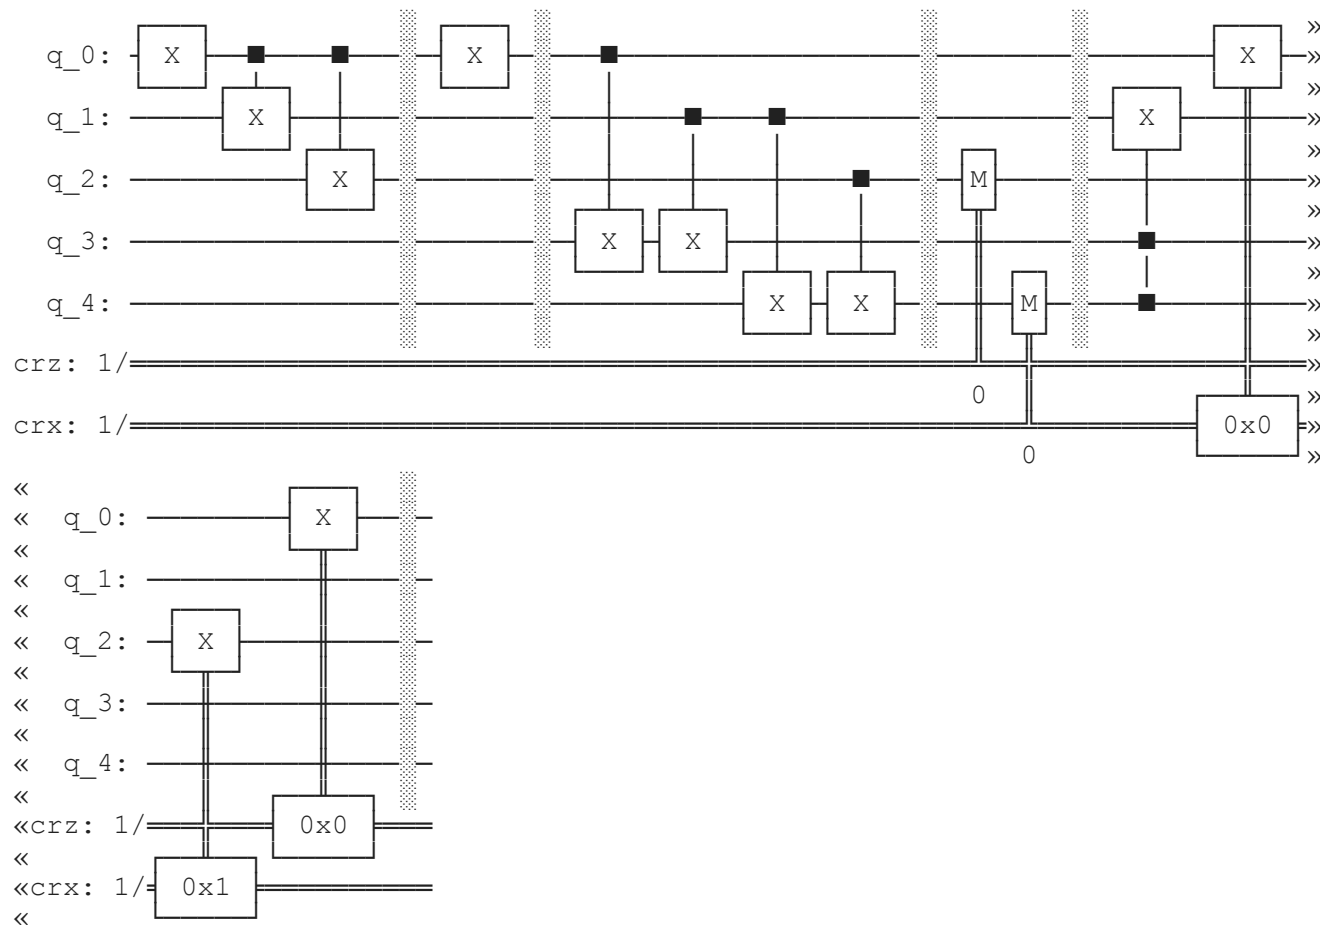 »
q_0: X X X »
»
q_1: X X »
»
q_2: X M »
»
q_3: X X »
»
q_4: X X M »
»
crz: 1/ »
0 »
crx: 1/ 0x0 »
0 »
«
« q_0: X
«
« q_1:
«
« q_2: X
«
« q_3:
«
« q_4:
«
«crz: 1/ 0x0
«
«crx: 1/ 0x1
«